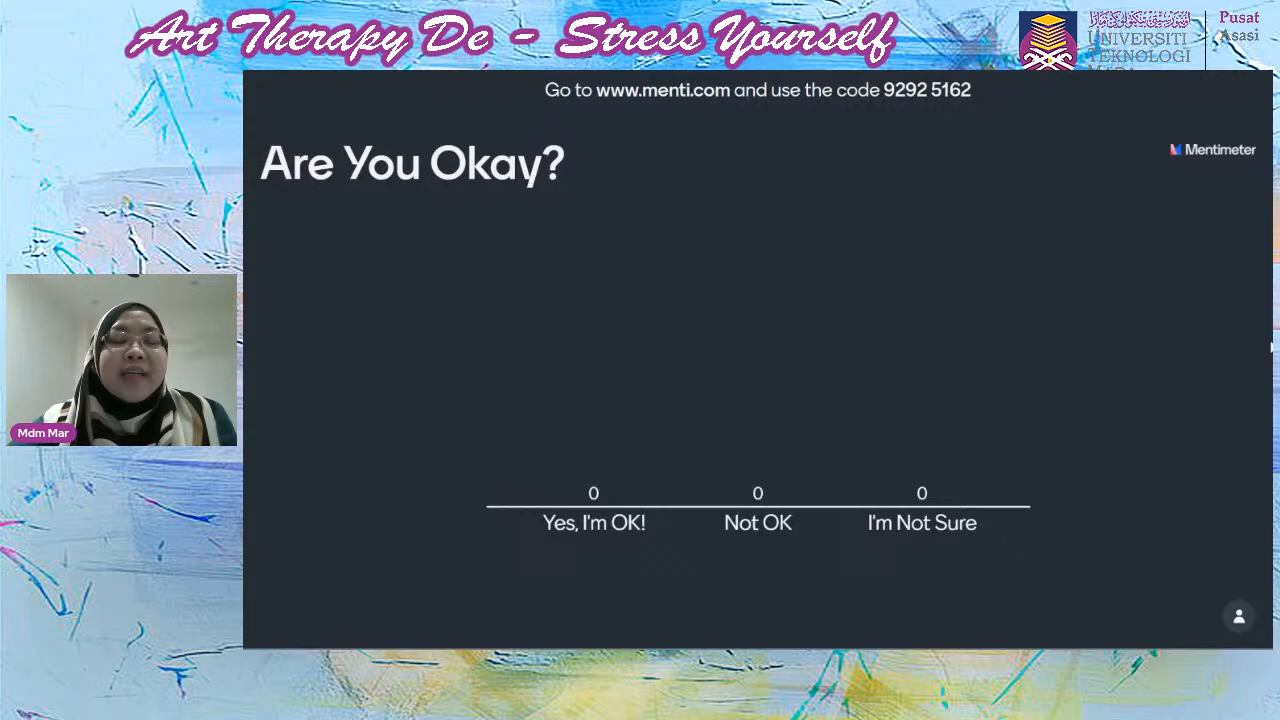 Art Therapy De - Stress Yourself
UNIVERSITI
TEKNOLOGI
Pusat
Asasi
Go to www.menti.com and use the code 9292 5162
Are You Okay?
Mentimeter
0 0 0
Yes, I'm OK! Not OK I'm Not Sure
Mdm Mar